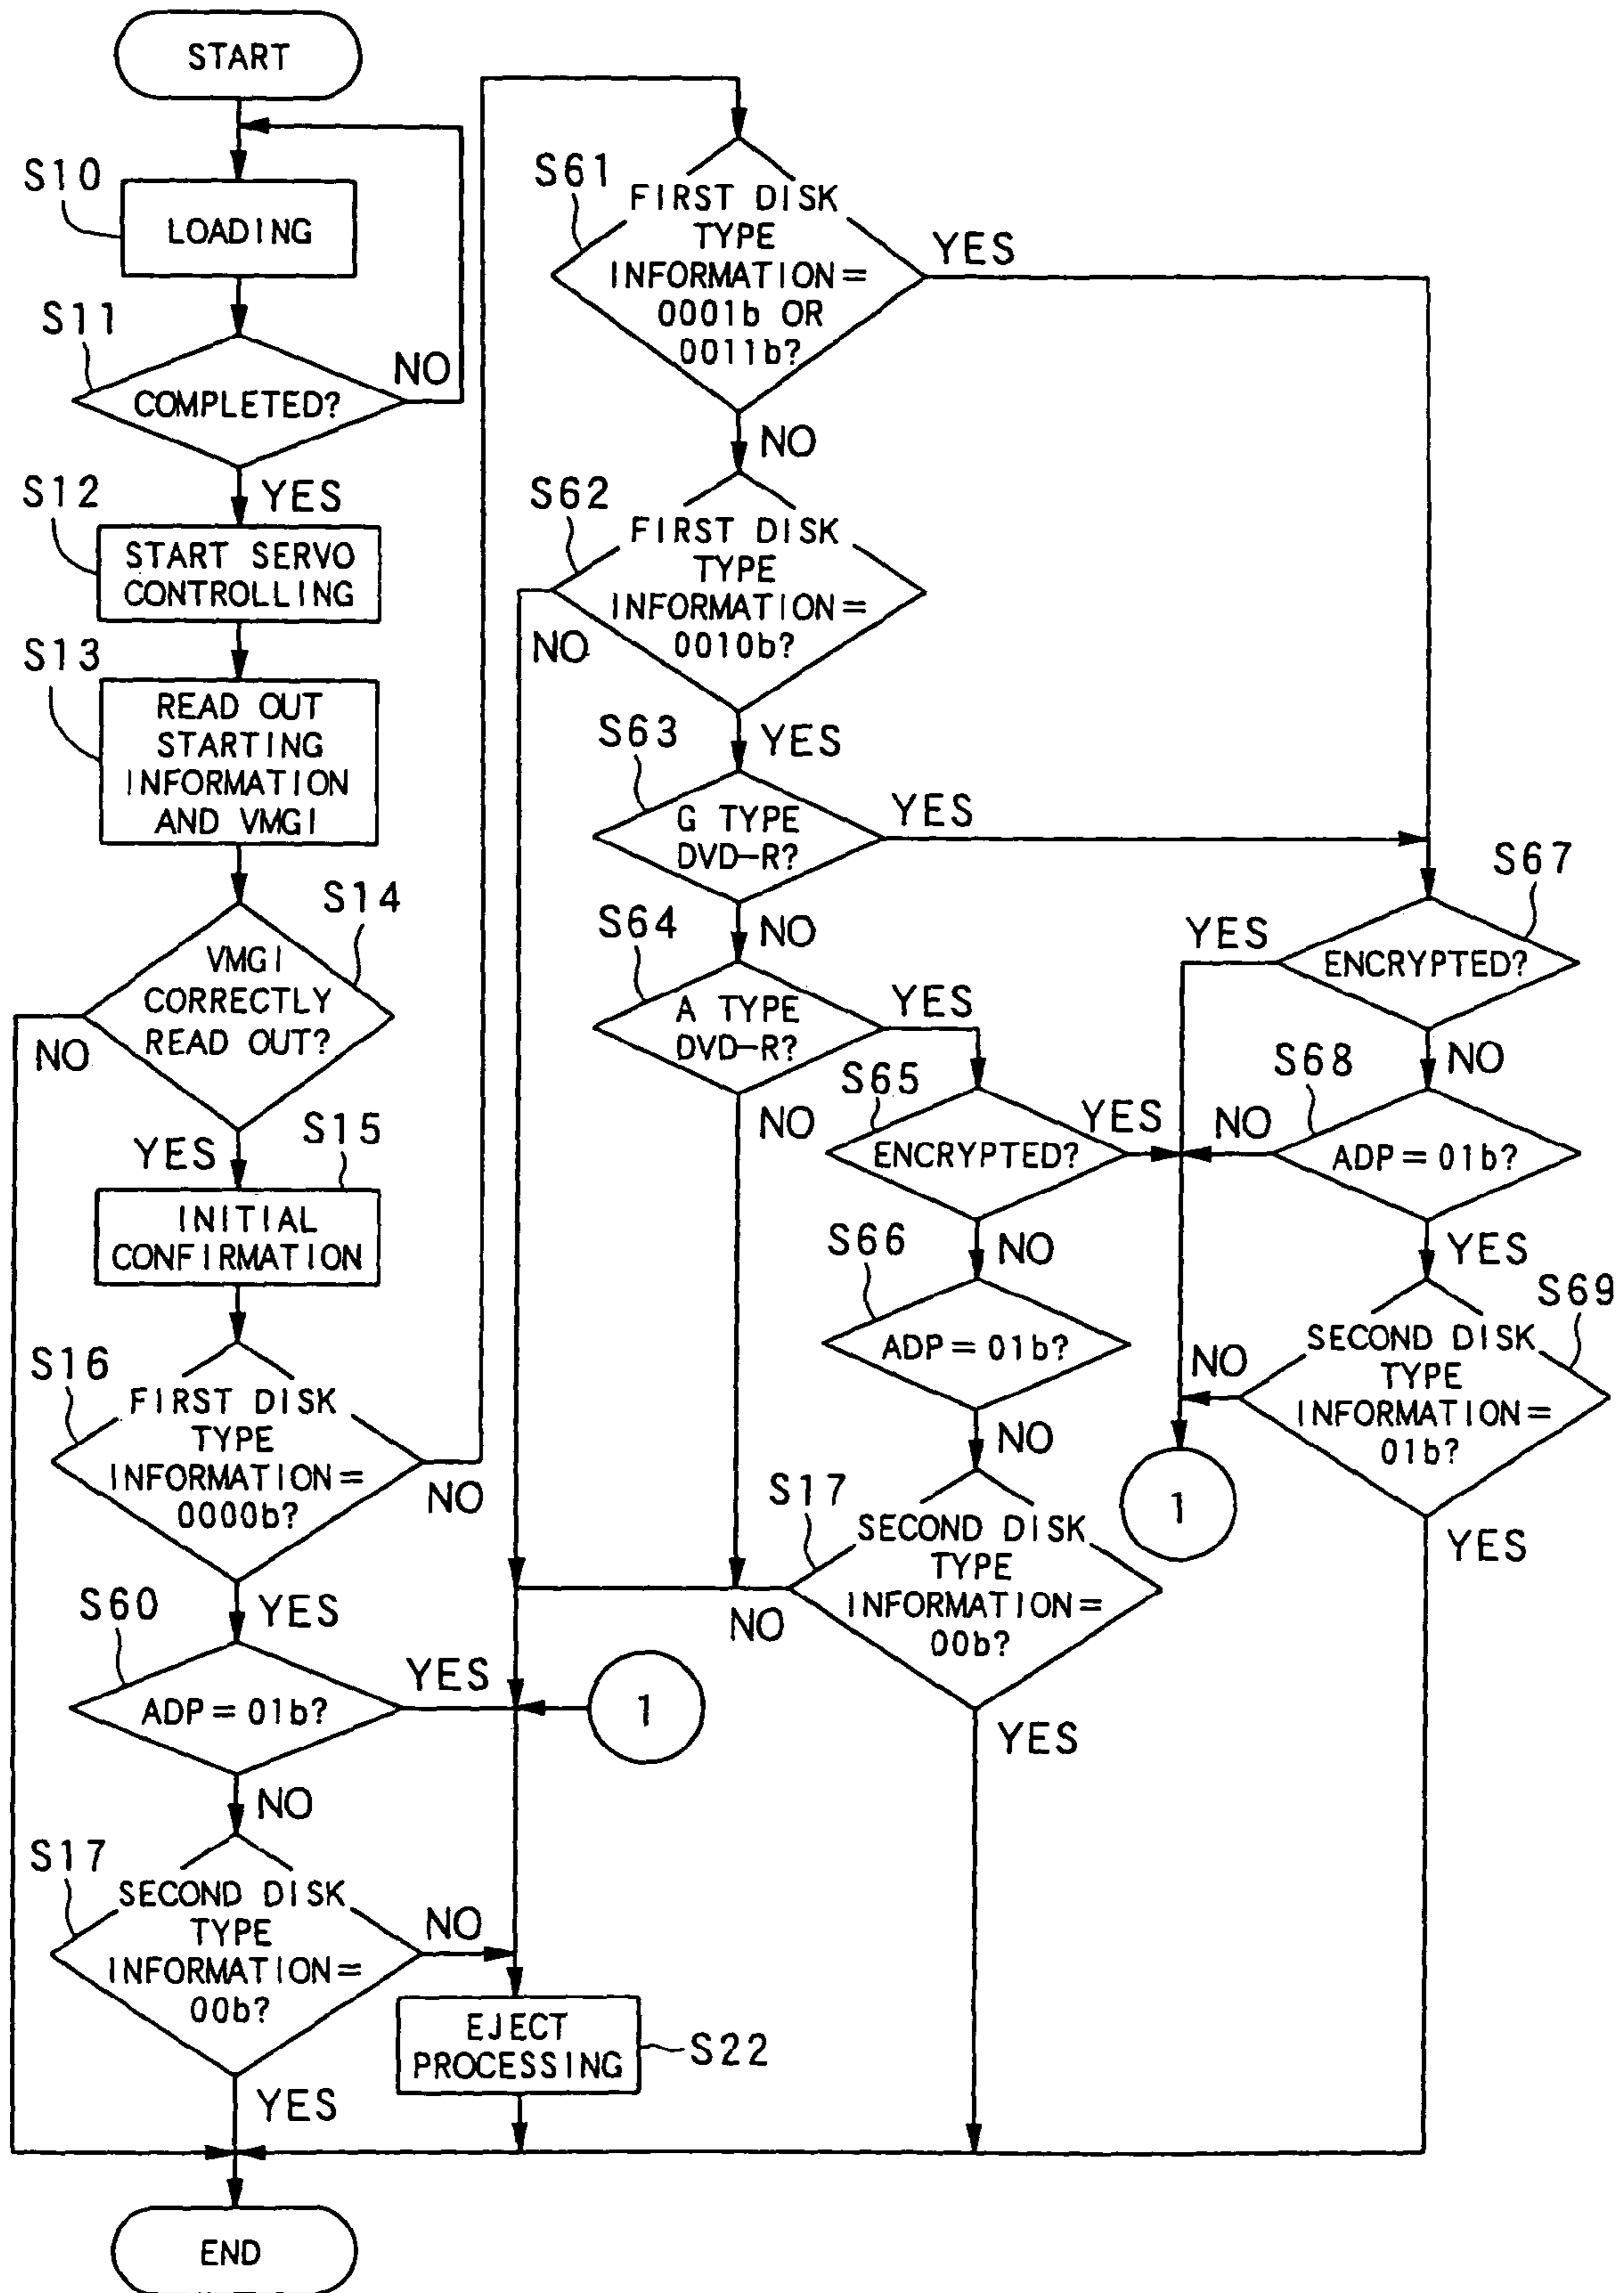 START
S10
LOADING
S11
COMPLETED?
NO
YES
S12
START SERVO
CONTROLLING
S13
READ OUT
STARTING
INFORMATION
AND VMGI
S14
VMGI
CORRECTLY
READ OUT?
NO
YES
S15
INITIAL
CONFIRMATION
S16
FIRST DISK
TYPE
INFORMATION=
0000b?
NO
YES
S60
ADP=01b?
YES
1
NO
S17
SECOND DISK
TYPE
INFORMATION=
00b?
NO
YES
EJECT
PROCESSING
S22
END
S61
FIRST DISK
TYPE
INFORMATION=
0001b OR
0011b?
YES
NO
S62
FIRST DISK
TYPE
INFORMATION=
0010b?
NO
YES
S63
G TYPE
DVD-R?
YES
NO
S64
A TYPE
DVD-R?
YES
NO
S65
ENCRYPTED?
YES
NO
S66
ADP=01b?
NO
S17
SECOND DISK
TYPE
INFORMATION=
00b?
NO
YES
S67
ENCRYPTED?
YES
NO
S68
ADP=01b?
NO
YES
S69
SECOND DISK
TYPE
INFORMATION=
01b?
NO
YES
1